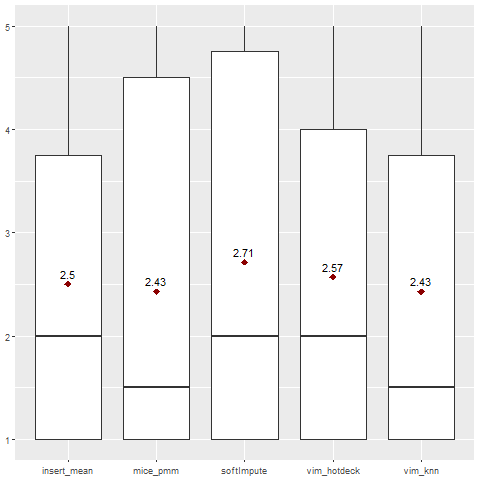 5
4
3
2
1
2.5
2.43
2.71
2.57
2.43
insert_mean
mice_pmm
softImpute
vim_hotdeck
vim_knn